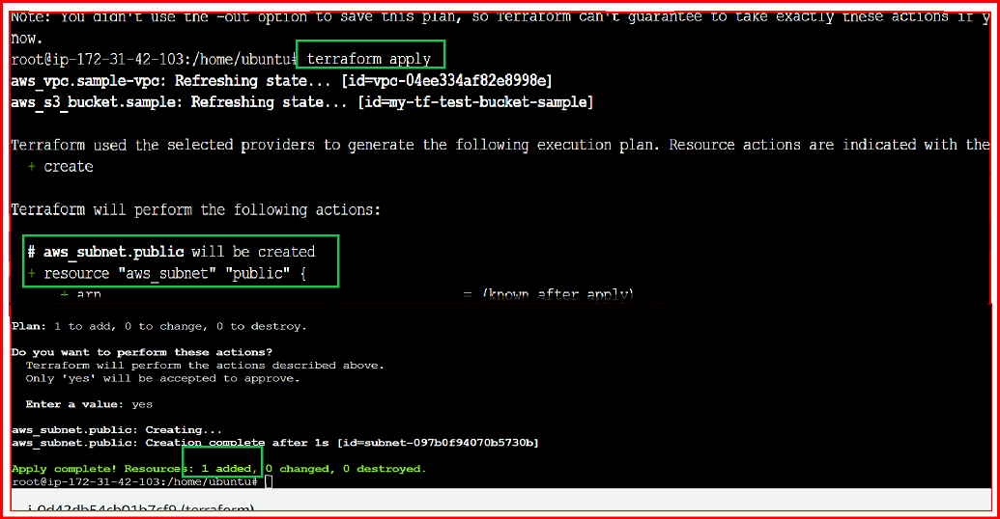 Note: You didn't use the -out option to save this plan, so Terraform can't guarantee to take exactly these actions if y
now.
root@ip-172-31-42-103:/home/ubuntu# terraform apply
aws_vpc.sample-vpc: Refreshing state... [id=vpc-04ee334af82e8998e]
aws_s3_bucket.sample: Refreshing state... [id=my-tf-test-bucket-sample]
Terraform used the selected providers to generate the following execution plan. Resource actions are indicated with the
+ create
Terraform will perform the following actions:
# aws_subnet.public will be created
+ resource "aws_subnet" "public" {
+ arn = (known after apply)
Plan: 1 to add, 0 to change, 0 to destroy.
Do you want to perform these actions?
Terraform will perform the actions described above.
Only 'yes' will be accepted to approve.
Enter a value: yes
aws_subnet.public: Creating...
aws_subnet.public: Creation complete after 1s [id=subnet-097b0f94070b5730b]
Apply complete! Resources: 1 added, 0 changed, 0 destroyed.
root@ip-172-31-42-103:/home/ubuntu#
i-0d42db54cb01b7cf9 (terraform)